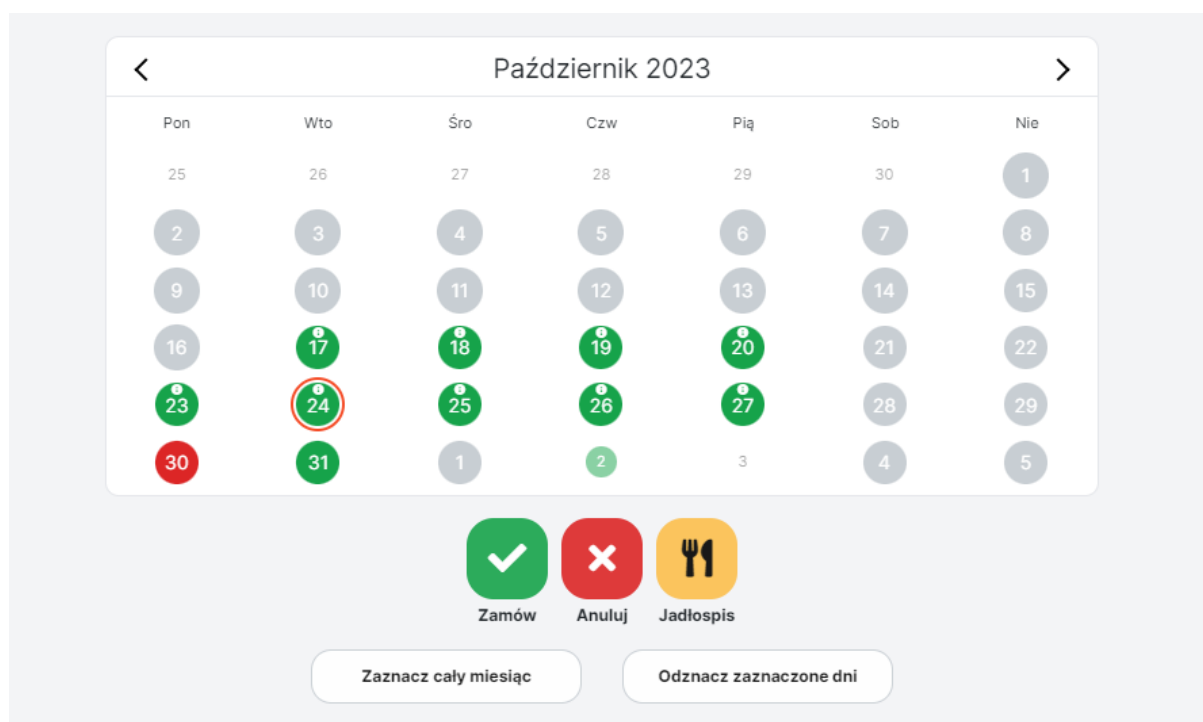 Październik 2023
Pon Wto Śro Czw Pią Sob Nie
25 26 27 28 29 30 1
2 3 4 5 6 7 8
9 10 11 12 13 14 15
16 17 18 19 20 21 22
23 24 25 26 27 28 29
30 31 1 2 3 4 5
Zamów Anuluj Jadłospis
Zaznacz cały miesiąc Odznacz zaznaczone dni